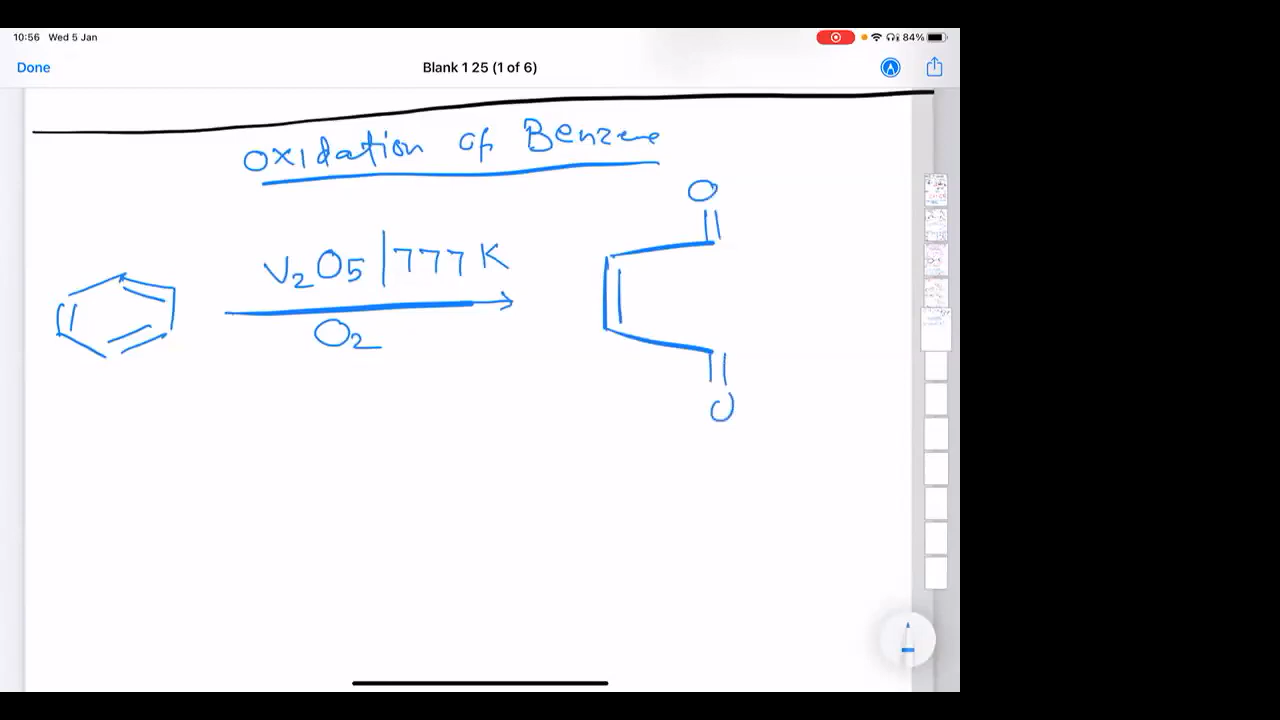 10:56 Wed 5 Jan 84%
Done Blank 1 25 (1 of 6)
Oxidation of Benzene
O
V2O5 | 777 K
O2
O